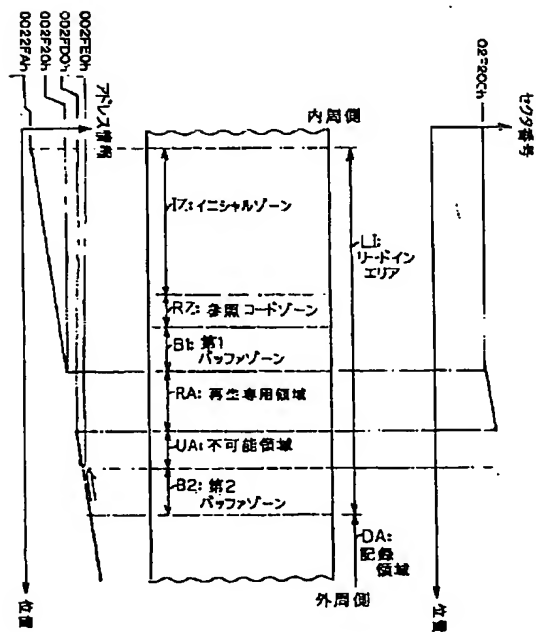 002FE0h
002FD0h
002F20h
0022FAh
アドレス情報
位置
内周側
IZ:イニシャルゾーン
RZ: 参照コードゾーン
B1: 第1
バッファゾーン
RA: 再生専用領域
UA: 不可能領域
B2: 第2
バッファゾーン
LI:
リードイン
エリア
DA:
記録
領域
外周側
02F200h
セクタ番号
位置